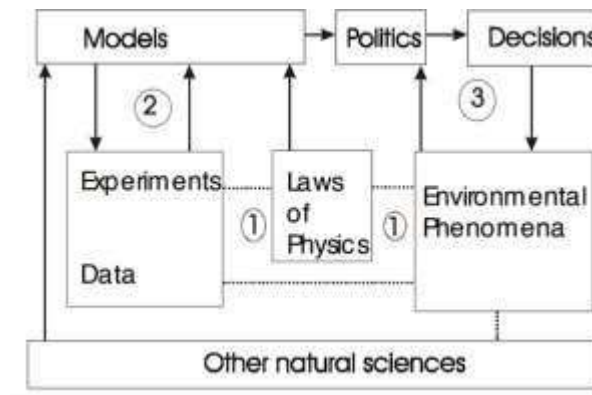 Models
Politics
Decisions
2
3
Experiments
Data
1
Laws
of
Physics
1
Environmental
Phenomena
Other natural sciences